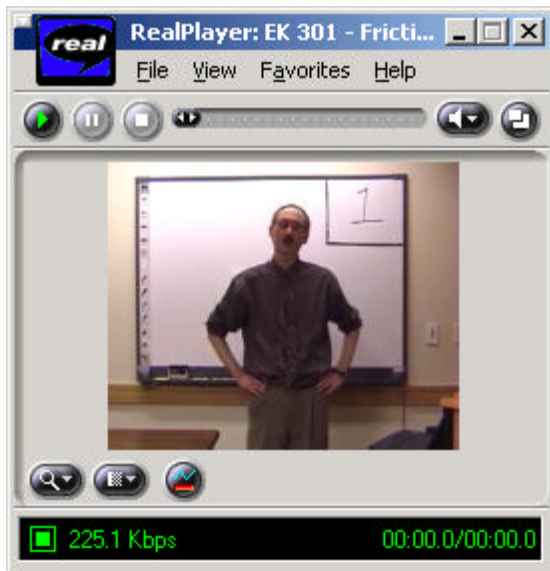 real
RealPlayer: EK 301 - Fricti...
File View Favorites Help
1
225.1 Kbps 00:00.0/00:00.0